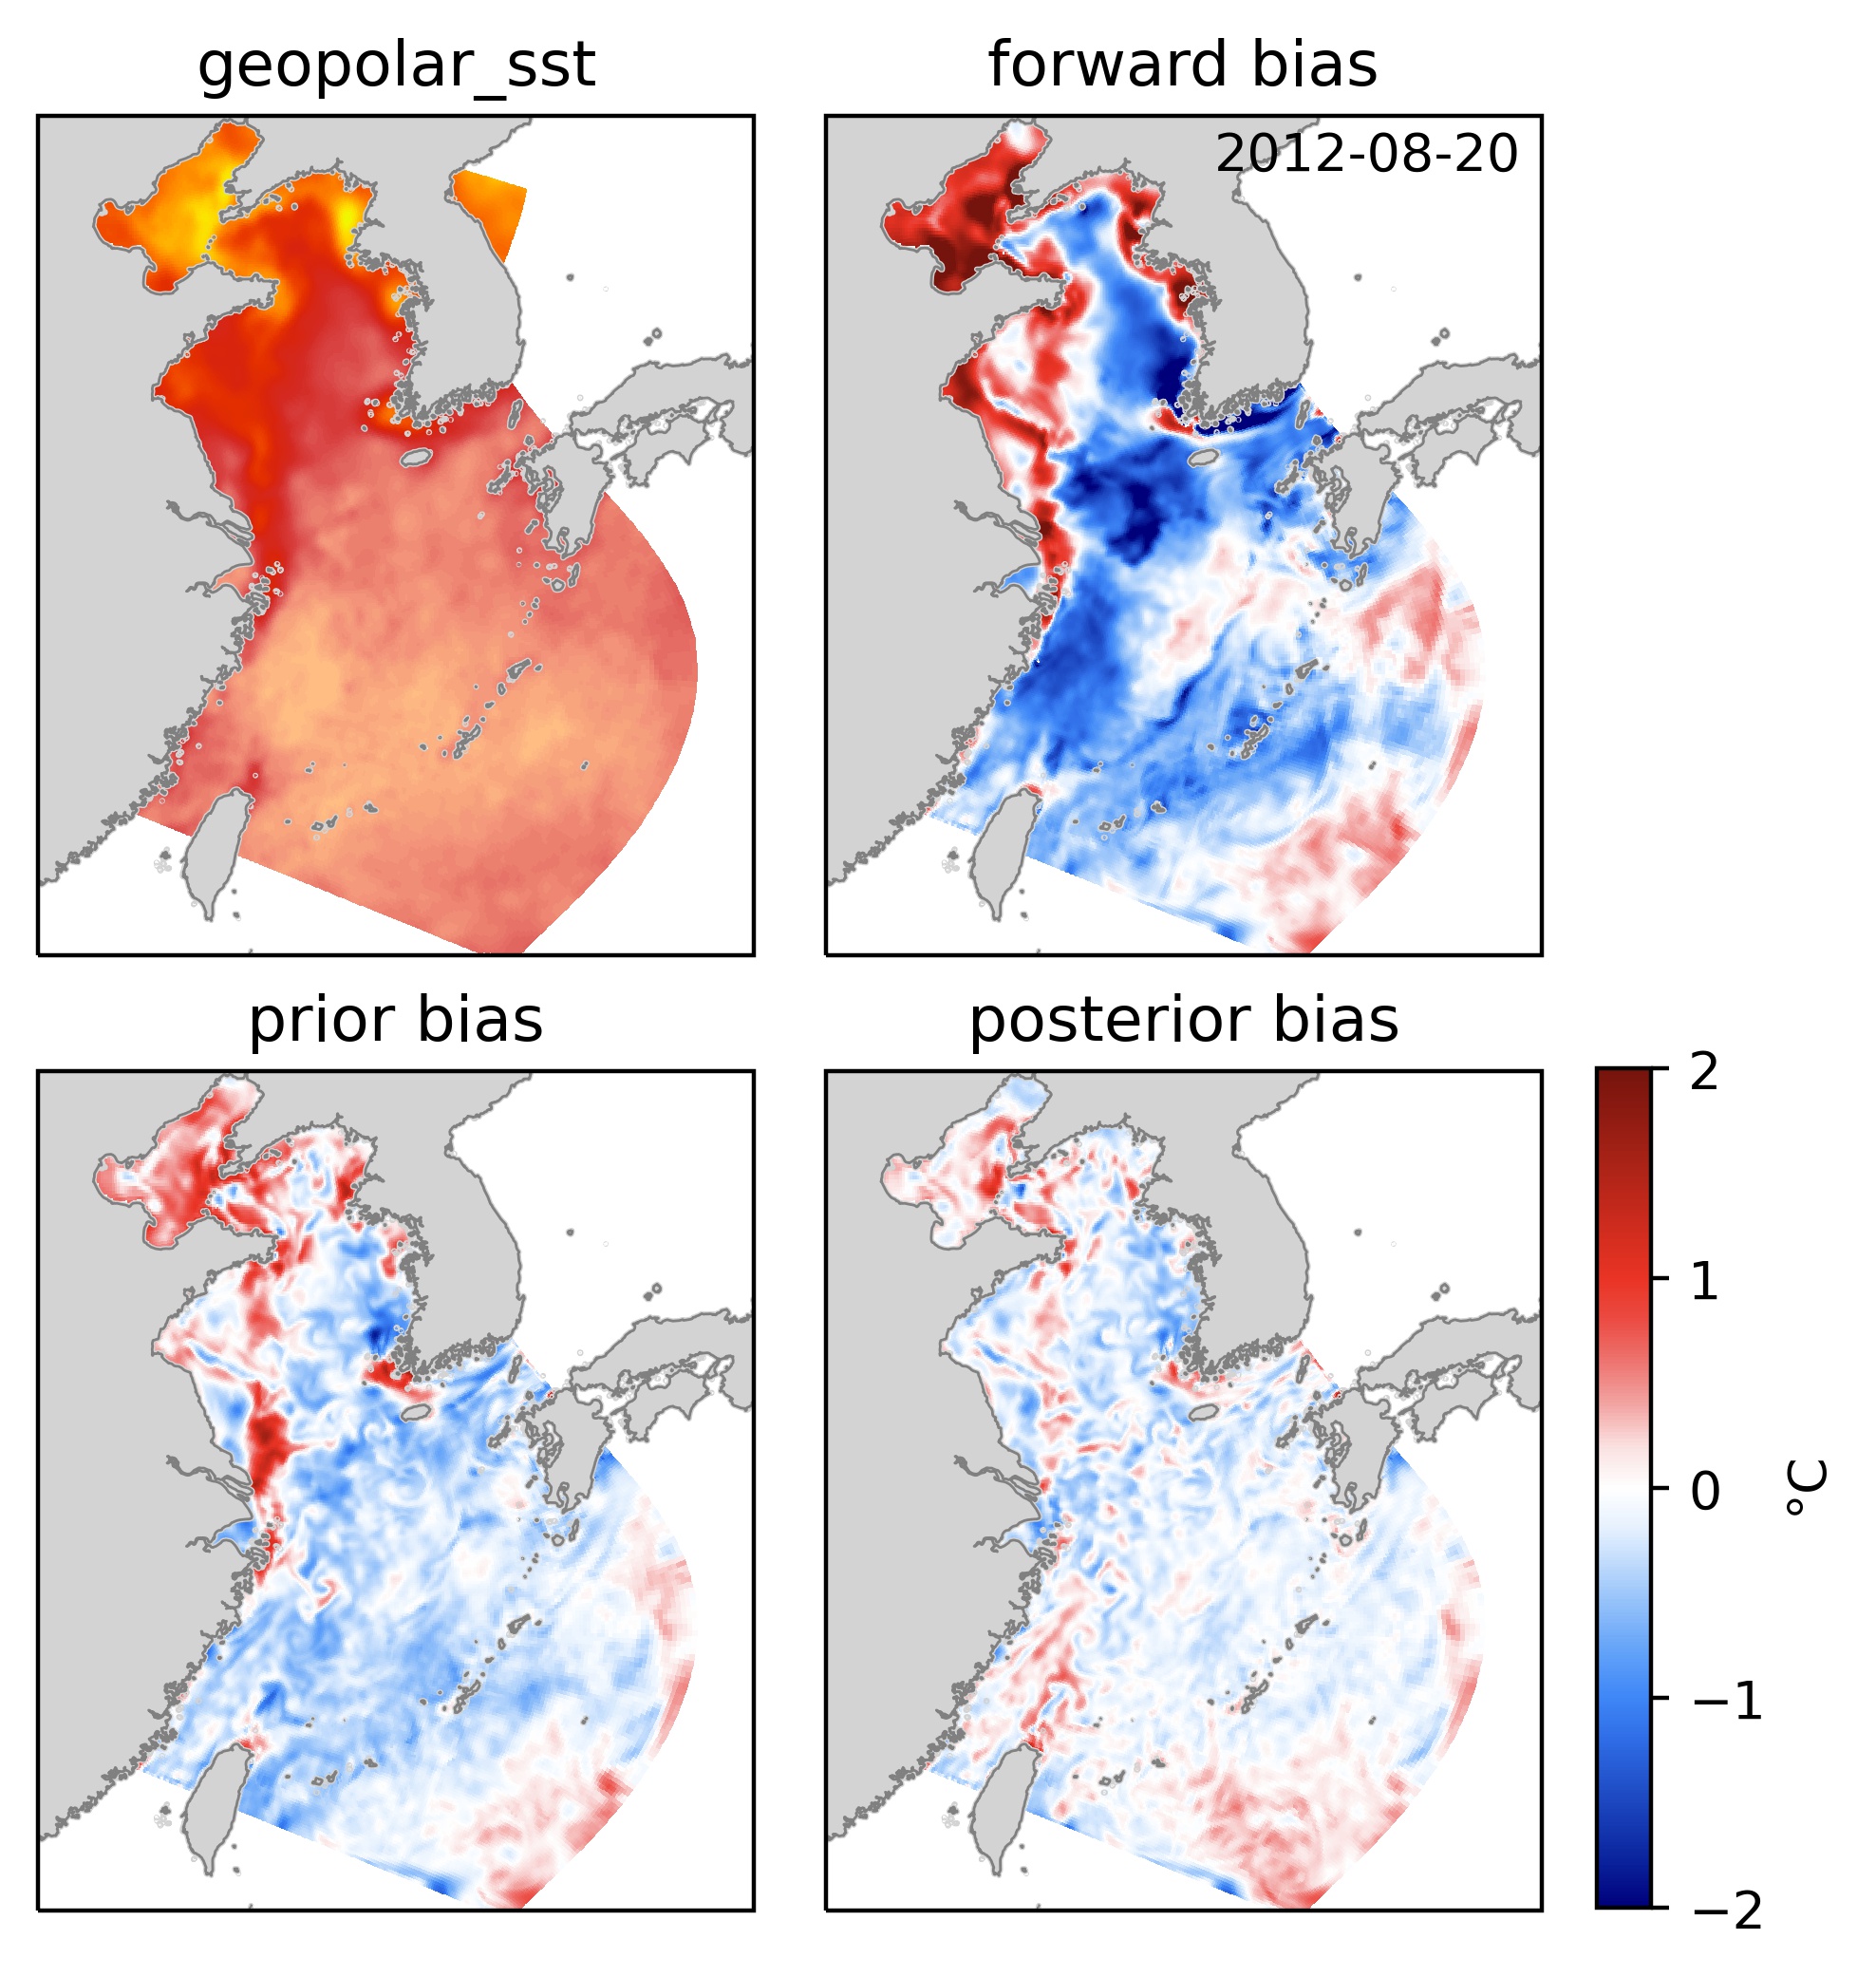 geopolar_sst
forward bias
2012-08-20
prior bias
posterior bias
2
1
0
−1
−2
°C